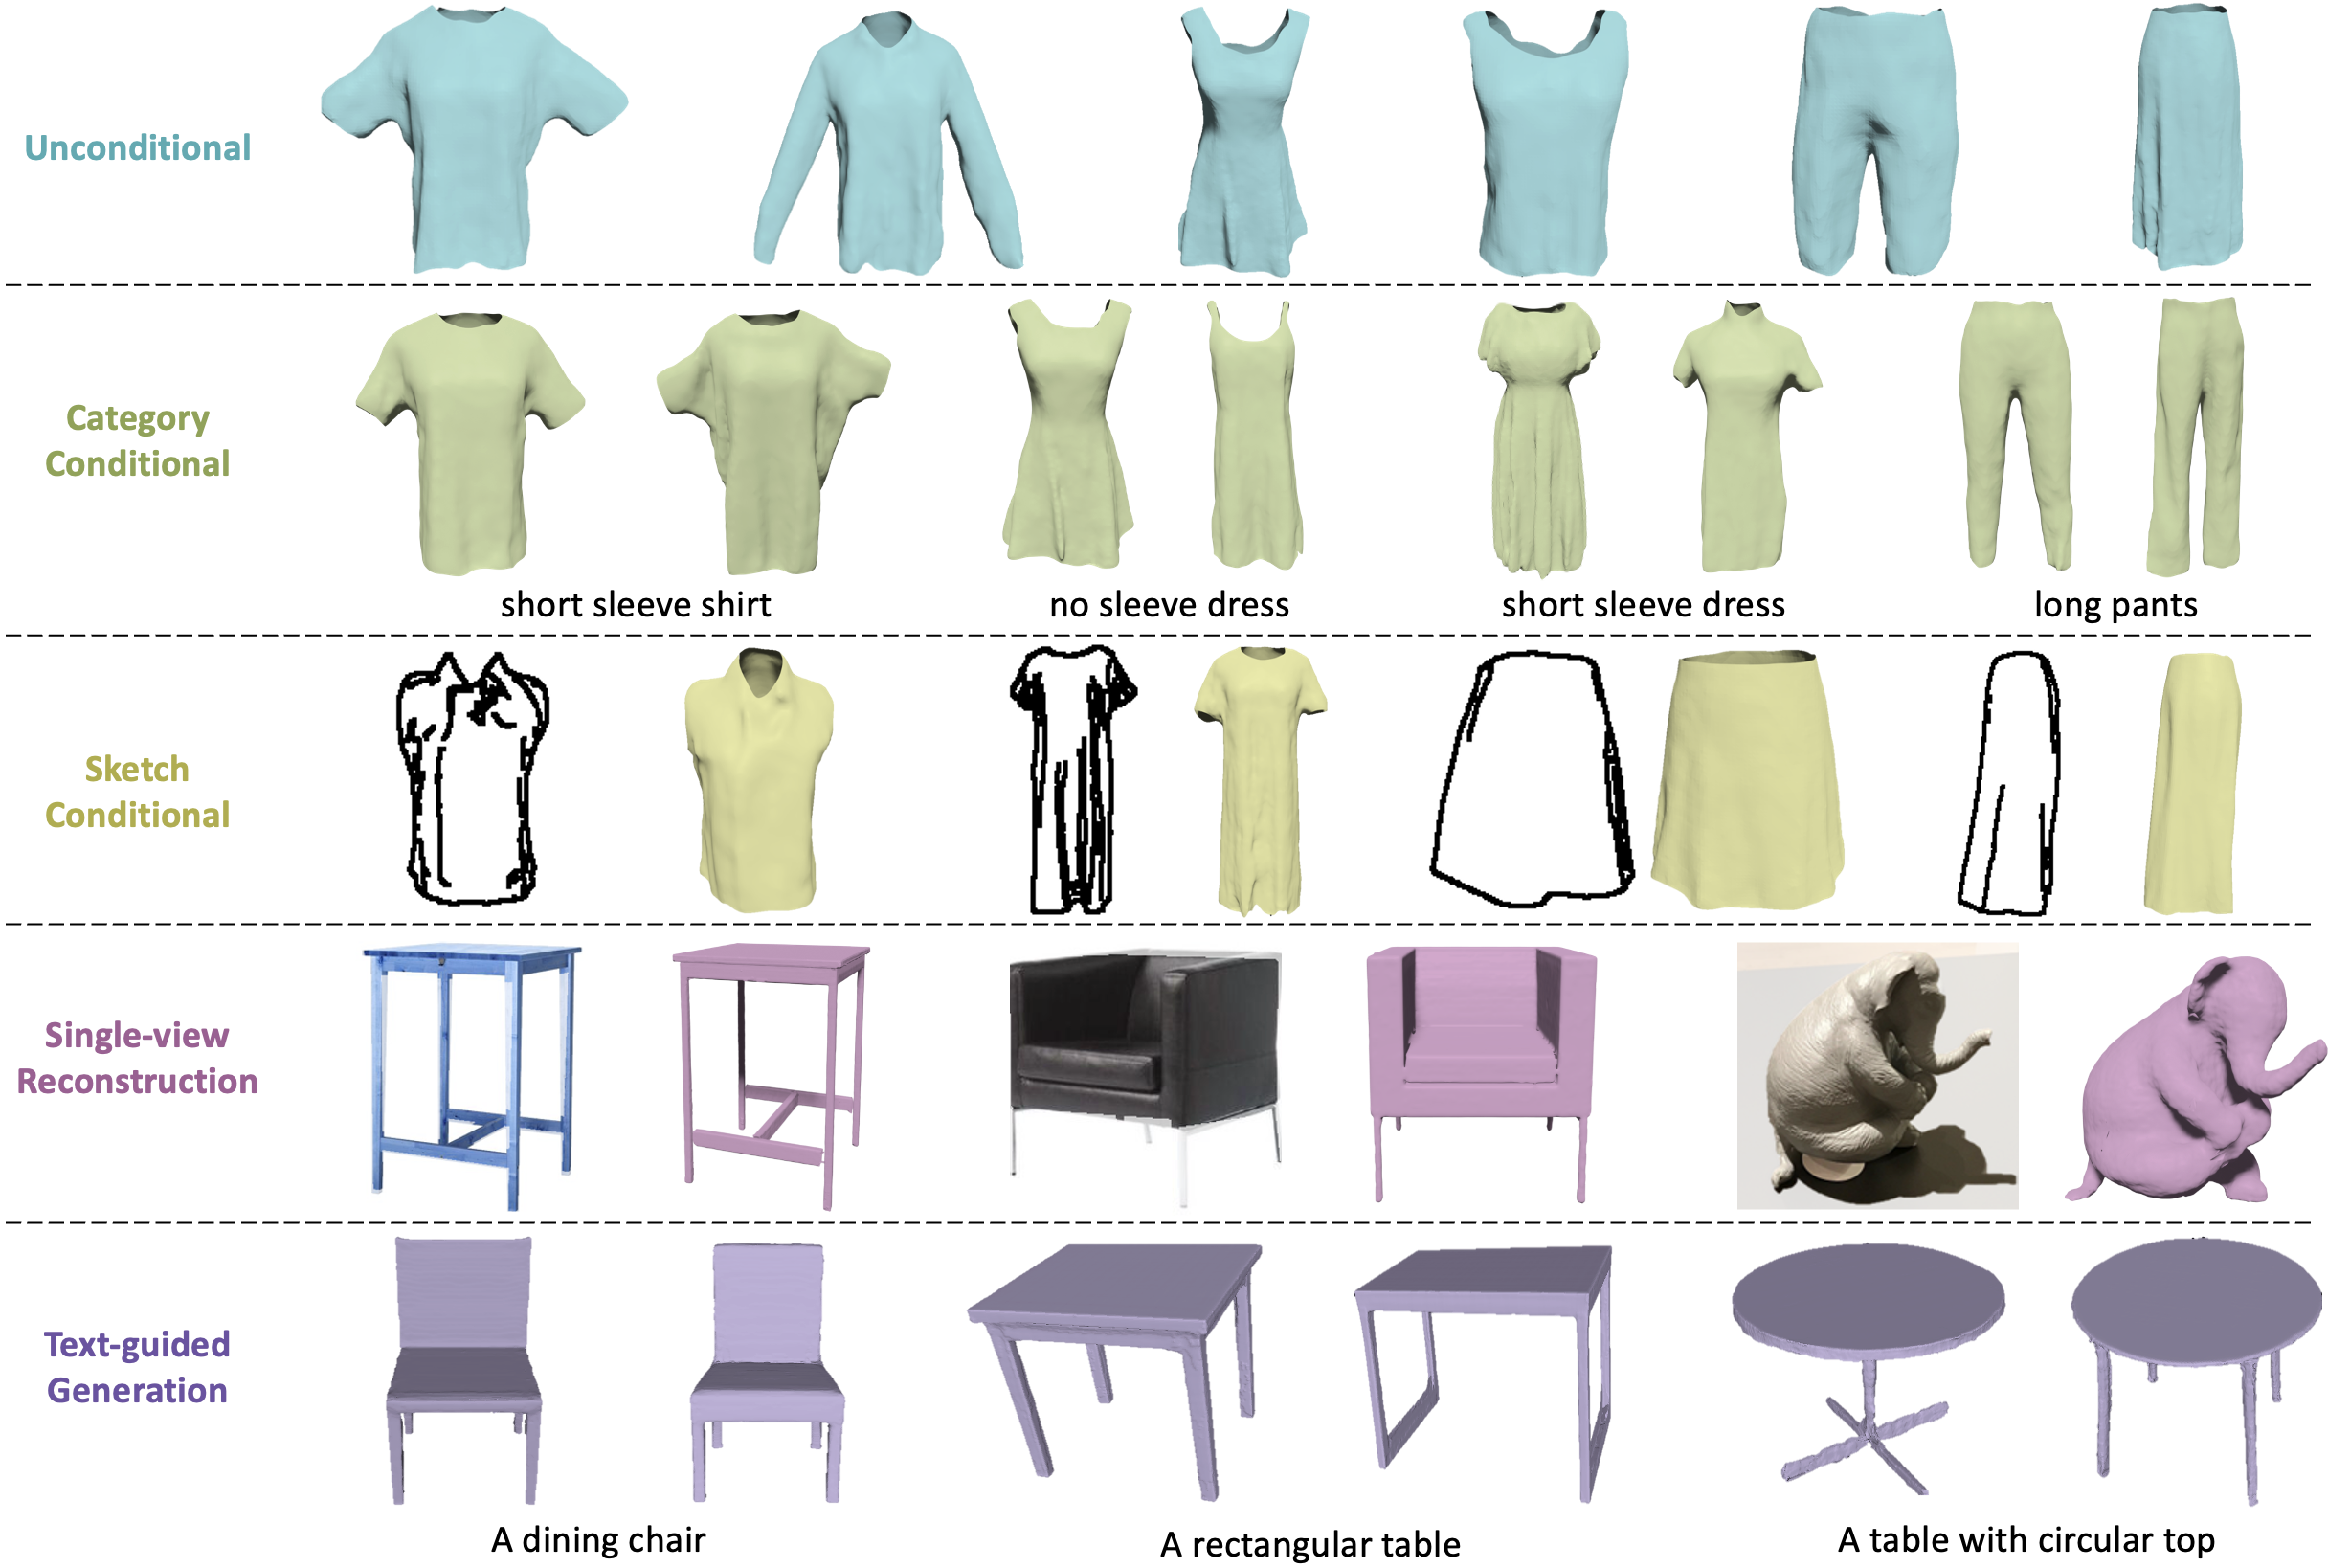 Unconditional
Category
Conditional
short sleeve shirt
no sleeve dress
short sleeve dress
long pants
Sketch
Conditional
Single-view
Reconstruction
Text-guided
Generation
A dining chair
A rectangular table
A table with circular top